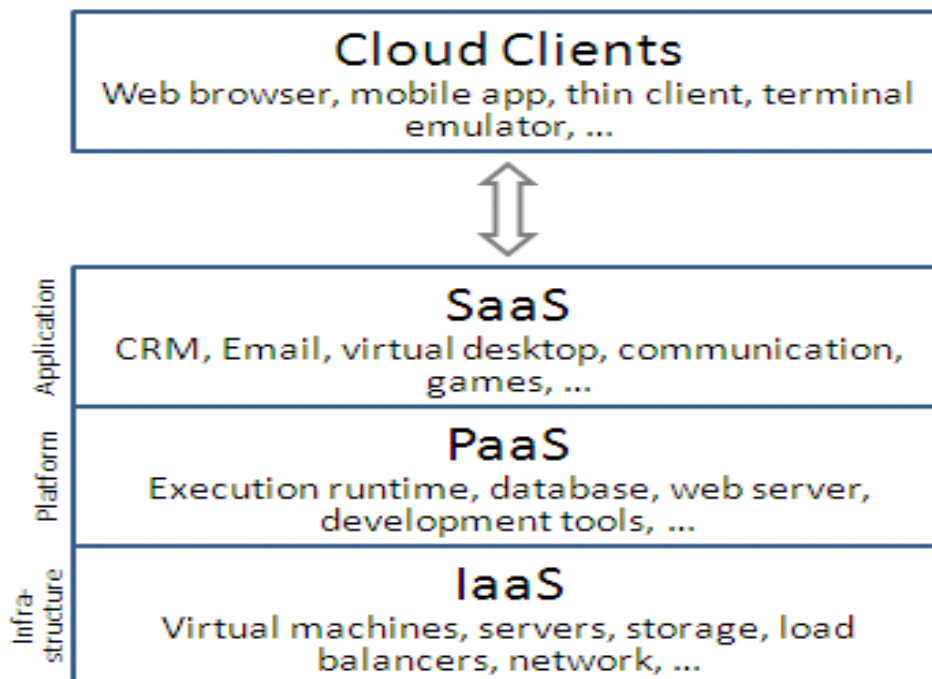 Cloud Clients
Web browser, mobile app, thin client, terminal
emulator, ...
Application
SaaS
CRM, Email, virtual desktop, communication,
games, ...
Platform
PaaS
Execution runtime, database, web server,
development tools, ...
Infra-
structure
IaaS
Virtual machines, servers, storage, load
balancers, network, ...